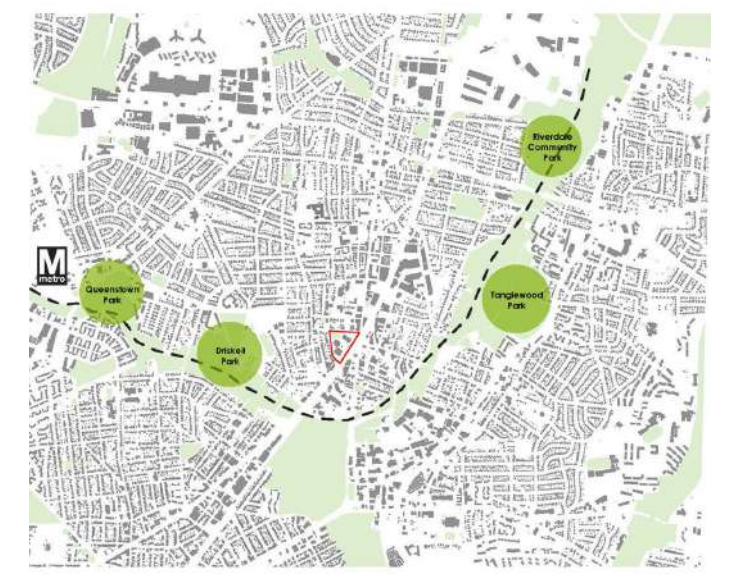 Riverdale
Community
Park
M
metro
Queenstown
Park
Tanglewood
Park
Driskell
Park